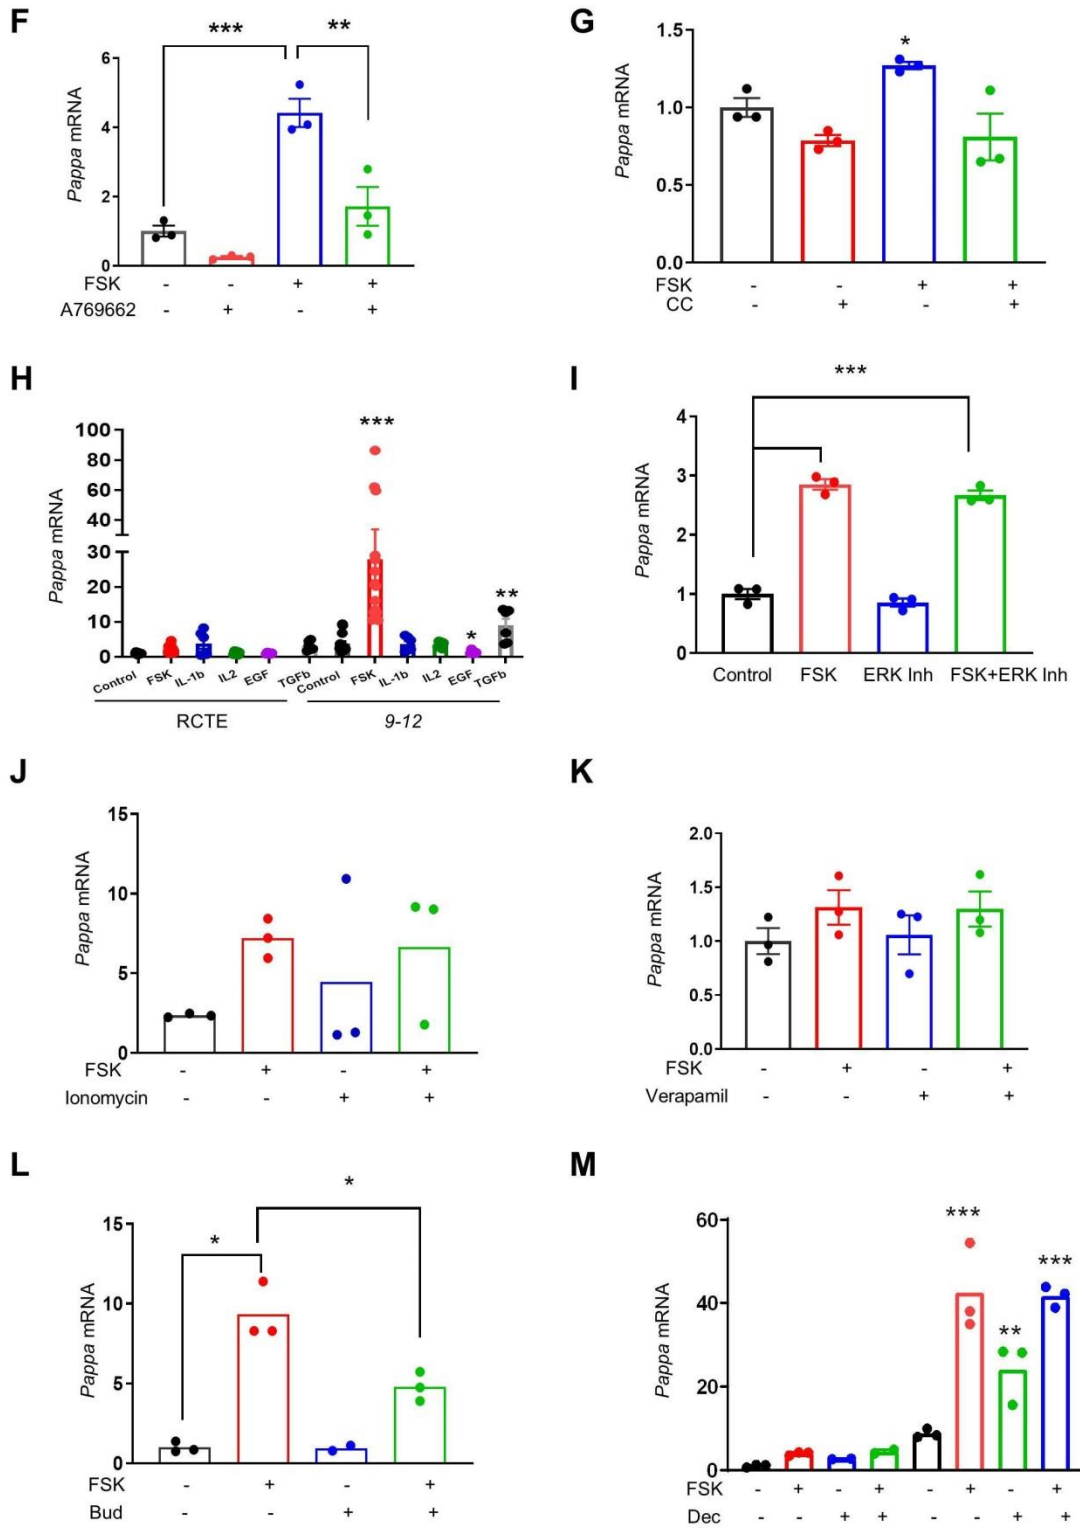 F
*** **
Pappa mRNA
6
4
2
0
FSK - - + +
A769662 - + - +
G
*
Pappa mRNA
1.5
1.0
0.5
0.0
FSK - - + +
CC - + - +
H
***
**
*
Pappa mRNA
100
80
60
40
30
20
10
0
Control FSK IL-1b IL2 EGF TGFb Control FSK IL-1b IL2 EGF TGFb
RCTE 9-12
I
***
Pappa mRNA
4
3
2
1
0
Control FSK ERK Inh FSK+ERK Inh
J
Pappa mRNA
15
10
5
0
FSK - + - +
Ionomycin - - + +
K
Pappa mRNA
2.0
1.5
1.0
0.5
0.0
FSK - + - +
Verapamil - - + +
L
*
*
Pappa mRNA
15
10
5
0
FSK - + - +
Bud - - + +
M
***
***
**
Pappa mRNA
60
40
20
0
FSK - + - + - + - +
Dec - - + + - - + +